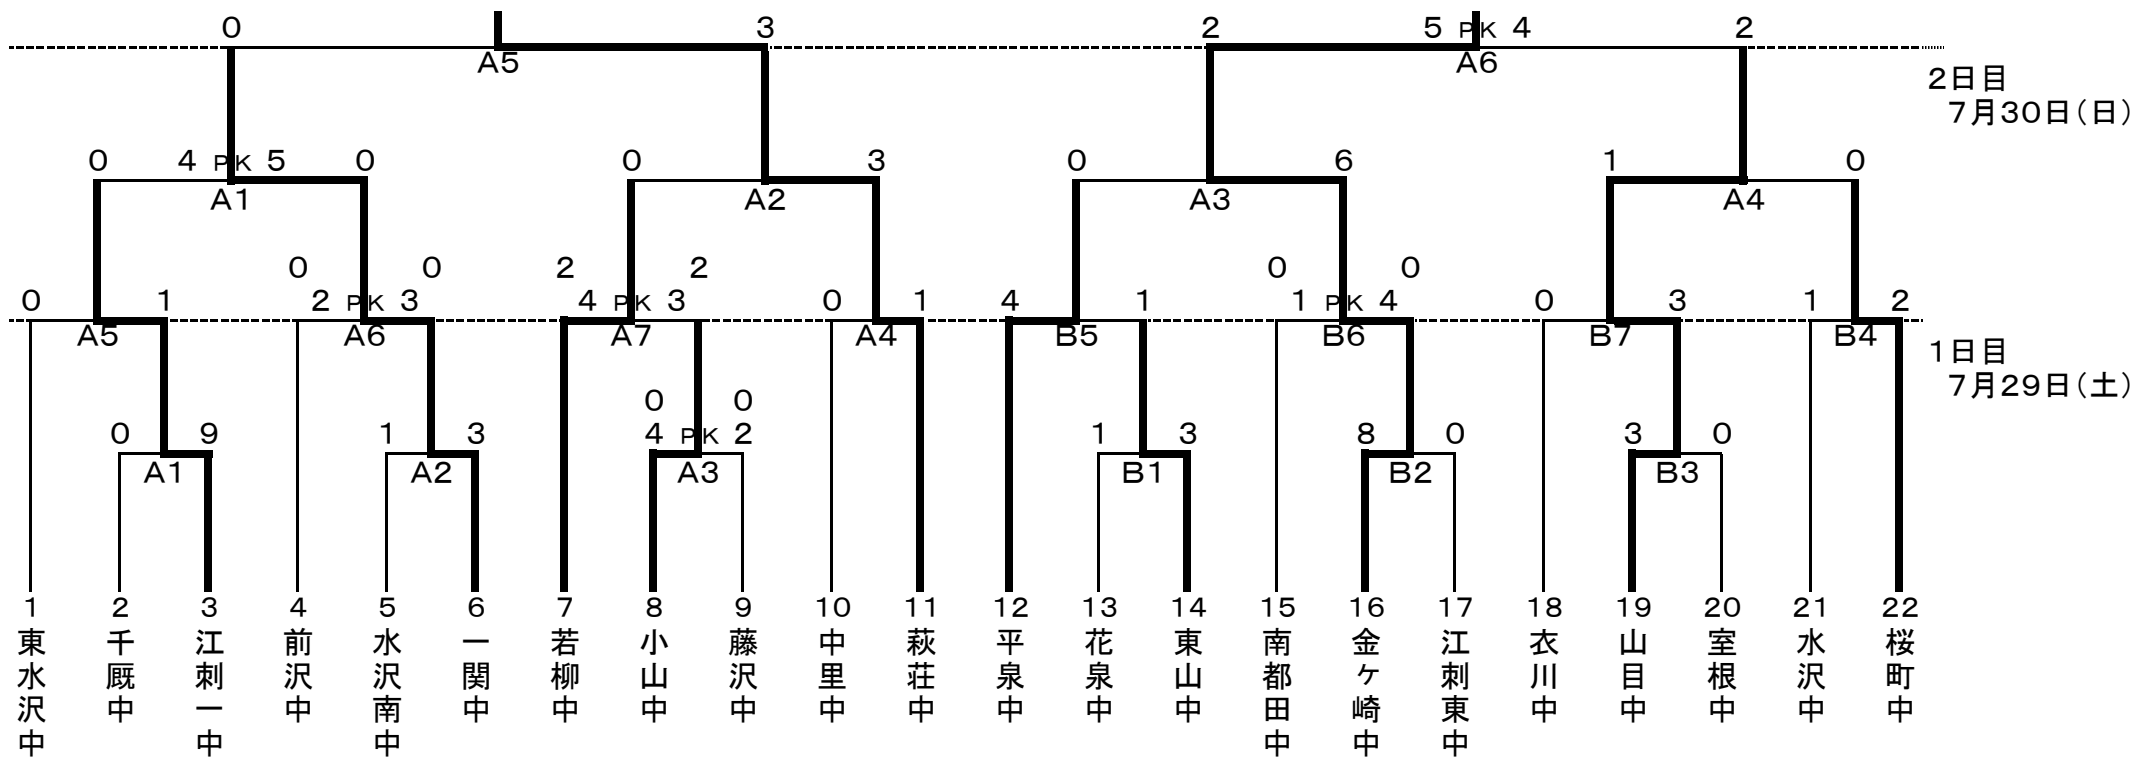 ０ ３ ２ ５ ＰＫ ４ ２
Ａ５ Ａ６
２日目
７月３０日（日）
０ ４ ＰＫ ５ ０ ０ ３ ０ ６ １ ０
Ａ１ Ａ２ Ａ３ Ａ４
０ ０ ２ ２ ０ ０
０ １ ２ ＰＫ ３ ４ ＰＫ ３ ０ １ ４ １ １ ＰＫ ４ ０ ３ １ ２
Ａ５ Ａ６ Ａ７ Ａ４ Ｂ５ Ｂ６ Ｂ７ Ｂ４
１日目
７月２９日（土）
０ ０
０ ９ １ ３ ４ ＰＫ ２ １ ３ ８ ０ ３ ０
Ａ１ Ａ２ Ａ３ Ｂ１ Ｂ２ Ｂ３
１ ２ ３ ４ ５ ６ ７ ８ ９ １０ １１ １２ １３ １４ １５ １６ １７ １８ １９ ２０ ２１ ２２
東水沢中
千厩中
江刺一中
前沢中
水沢南中
一関中
若柳中
小山中
藤沢中
中里中
萩荘中
平泉中
花泉中
東山中
南都田中
金ヶ崎中
江刺東中
衣川中
山目中
室根中
水沢中
桜町中